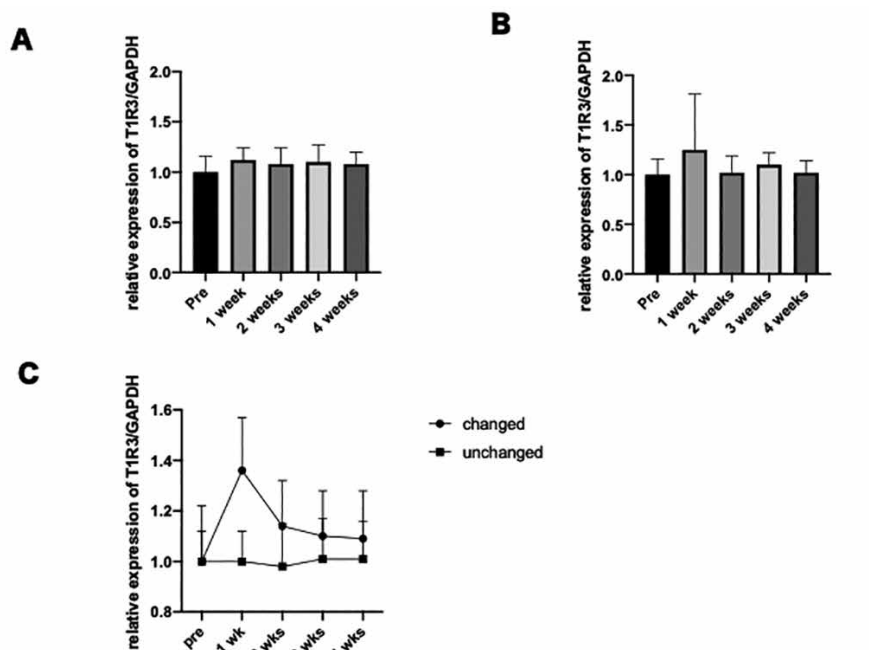 A
relative expression of T1R3/GAPDH
2.0
1.5
1.0
0.5
0.0
Pre
1 week
2 weeks
3 weeks
4 weeks
B
relative expression of T1R3/GAPDH
2.0
1.5
1.0
0.5
0.0
Pre
1 week
2 weeks
3 weeks
4 weeks
C
relative expression of T1R3/GAPDH
1.6
1.4
1.2
1.0
0.8
pre
1 wk
wks
wks
wks
changed
unchanged